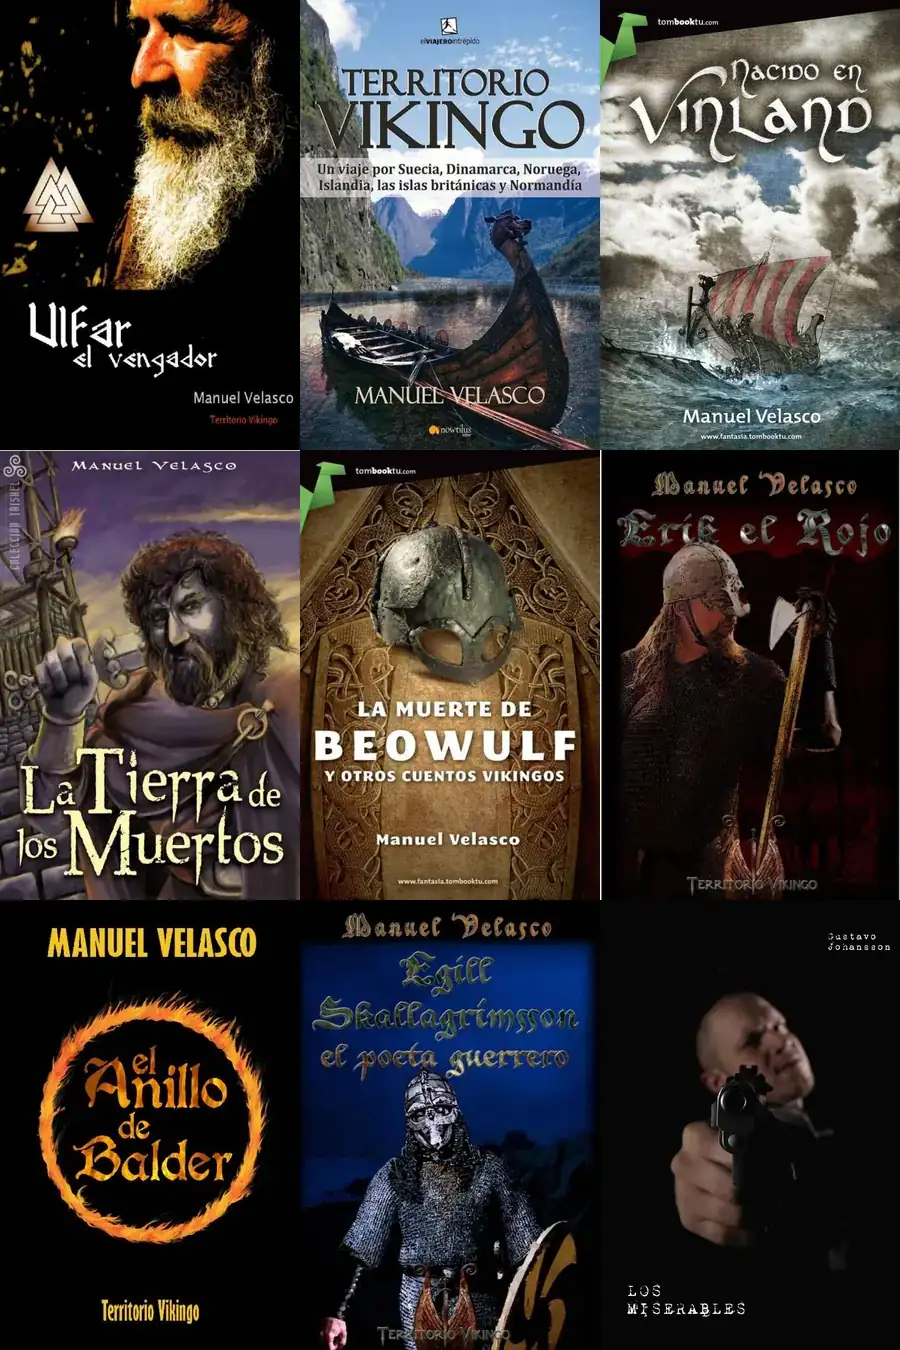 Ulfar
el vengador
Manuel Velasco
Territorio Vikingo
elVIAJEROintrépido
TERRITORIO
VIKINGO
Un viaje por Suecia, Dinamarca, Noruega,
Islandia, las islas británicas y Normandía
MANUEL VELASCO
nowtilus
tombooktu.com
Nacido en
Vinland
Manuel Velasco
www.fantasia.tombooktu.com
Manuel Velasco
COLECCION TRISKEL
La Tierra de
los Muertos
tombooktu.com
LA MUERTE DE
BEOWULF
Y OTROS CUENTOS VIKINGOS
Manuel Velasco
www.fantasia.tombooktu.com
Manuel Velasco
Erik el Rojo
Territorio Vikingo
MANUEL VELASCO
el
Anillo
de
Balder
Territorio Vikingo
Manuel Velasco
Egill
Skallagrímsson
el poeta guerrero
Territorio Vikingo
Gustavo
Johansson
LOS
MISERABLES